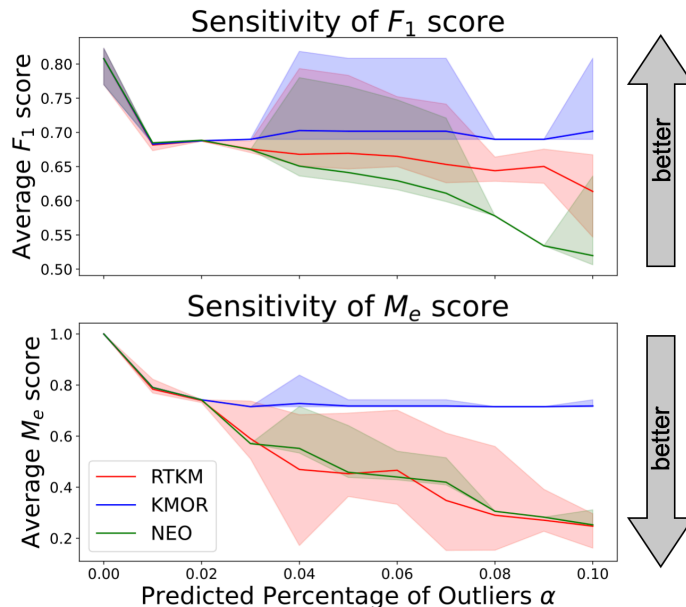 Sensitivity of F₁ score
Average F₁ score
0.80
0.75
0.70
0.65
0.60
0.55
0.50
better
Sensitivity of Mₑ score
Average Mₑ score
1.0
0.8
0.6
0.4
0.2
RTKM
KMOR
NEO
better
0.00
0.02
0.04
0.06
0.08
0.10
Predicted Percentage of Outliers α